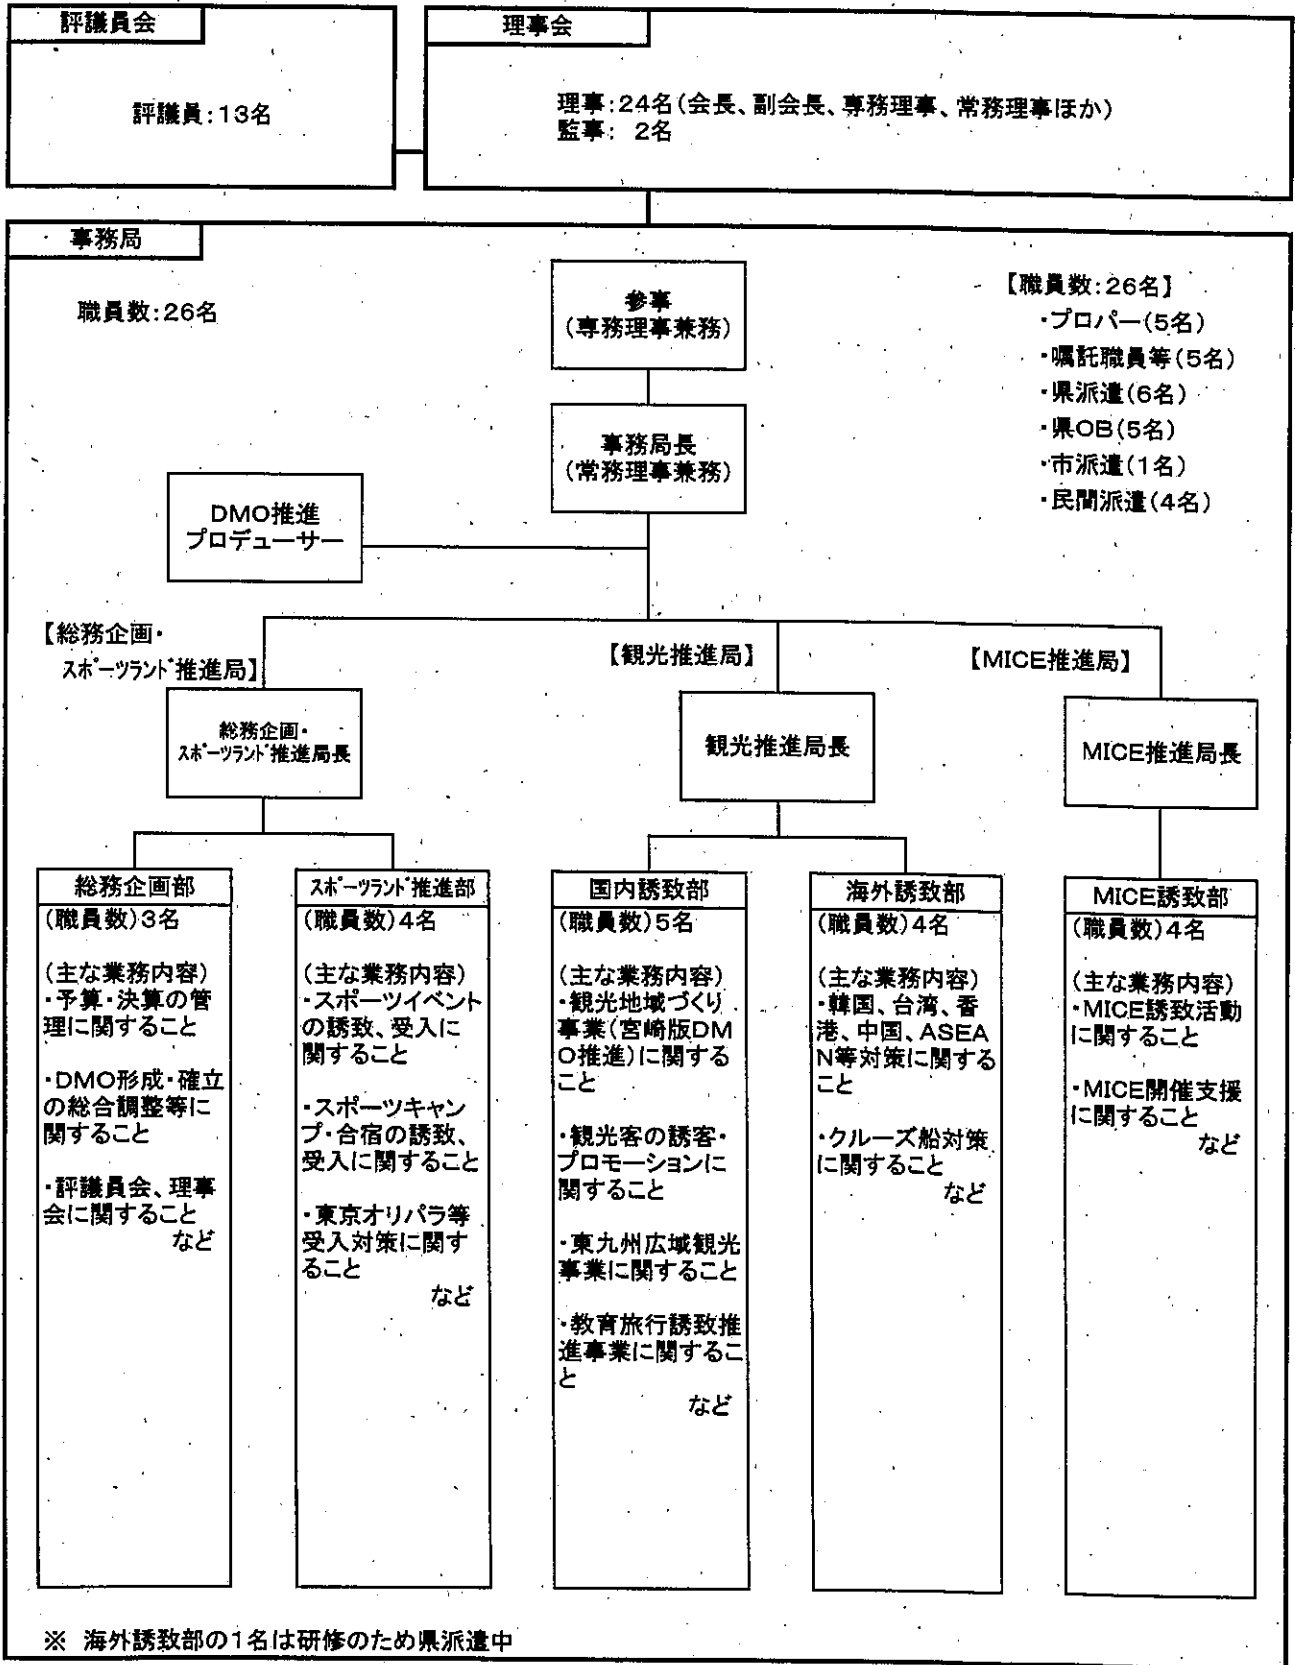 評議員会
評議員:13名
理事会
理事:24名(会長、副会長、専務理事、常務理事ほか)
監事: 2名
事務局
職員数:26名
参事
(専務理事兼務)
【職員数:26名】
・プロパー(5名)
・嘱託職員等(5名)
・県派遣(6名)
・県OB(5名)
・市派遣(1名)
・民間派遣(4名)
事務局長
(常務理事兼務)
DMO推進
プロデューサー
【総務企画・
スポーツランド推進局】
【観光推進局】
【MICE推進局】
総務企画・
スポーツランド推進局長
観光推進局長
MICE推進局長
総務企画部
(職員数)3名
(主な業務内容)
・予算・決算の管
理に関すること
・DMO形成・確立
の総合調整等に
関すること
・評議員会、理事
会に関すること
など
スポーツランド推進部
(職員数)4名
(主な業務内容)
・スポーツイベント
の誘致、受入に
関すること
・スポーツキャン
プ・合宿の誘致、
受入に関すること
・東京オリパラ等
受入対策に関す
ること
など
国内誘致部
(職員数)5名
(主な業務内容)
・観光地域づくり
事業(宮崎版DM
O推進)に関する
こと
・観光客の誘客・
プロモーションに
関すること
・東九州広域観光
事業に関すること
・教育旅行誘致推
進事業に関するこ
と
など
海外誘致部
(職員数)4名
(主な業務内容)
・韓国、台湾、香
港、中国、ASEA
N等対策に関する
こと
・クルーズ船対策
に関すること
など
MICE誘致部
(職員数)4名
(主な業務内容)
・MICE誘致活動
に関すること
・MICE開催支援
に関すること
など
※ 海外誘致部の1名は研修のため県派遣中